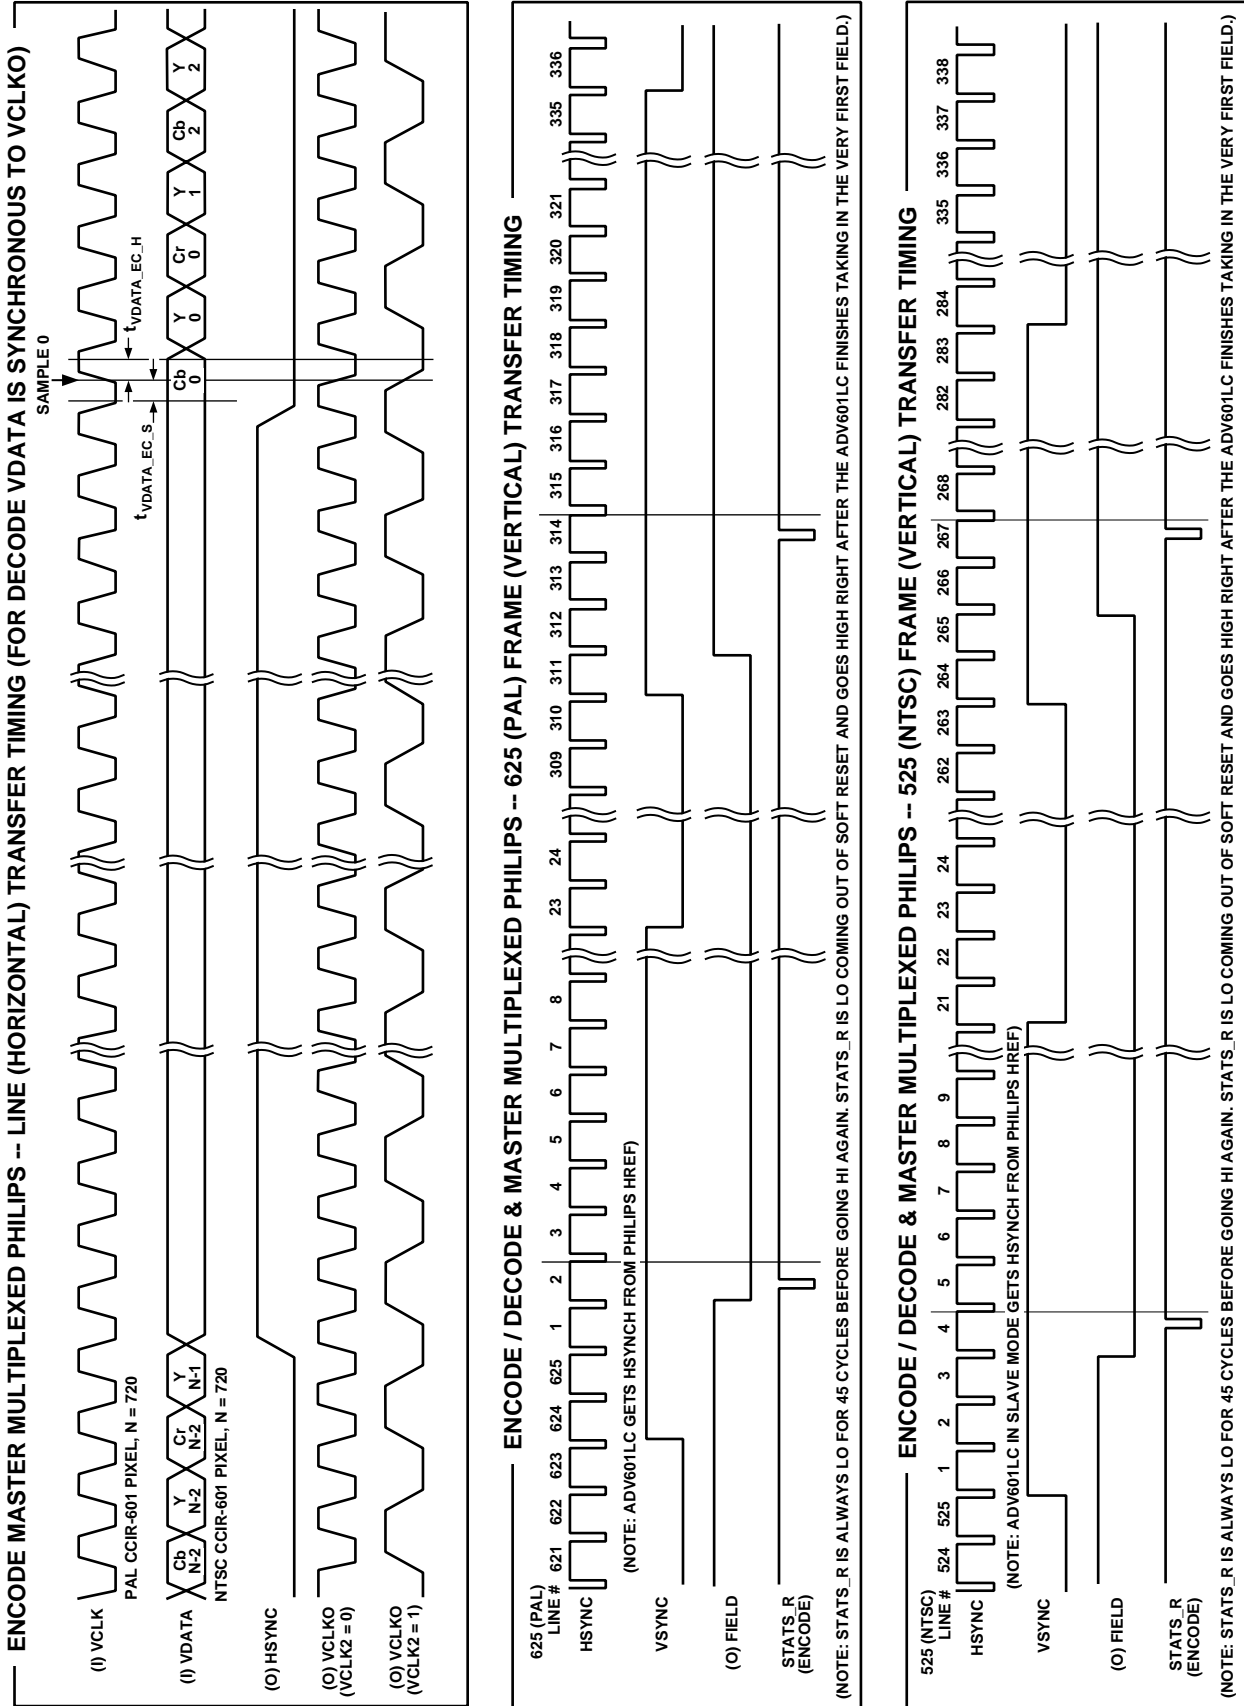 ENCODE MASTER MULTIPLEXED PHILIPS -- LINE (HORIZONTAL) TRANSFER TIMING (FOR DECODE VDATA IS SYNCHRONOUS TO VCLKO)
SAMPLE 0
tVDATA_EC_S
tVDATA_EC_H
(I) VCLK
PAL CCIR-601 PIXEL, N = 720
(I) VDATA
Cb N-2
Y N-2
Cr N-2
Y N-1
Cb 0
Y 0
Cr 0
Y 1
Cb 2
Y 2
NTSC CCIR-601 PIXEL, N = 720
(O) HSYNC
(O) VCLKO
(VCLK2 = 0)
(O) VCLKO
(VCLK2 = 1)
ENCODE / DECODE & MASTER MULTIPLEXED PHILIPS -- 625 (PAL) FRAME (VERTICAL) TRANSFER TIMING
625 (PAL)
LINE # 621 622 623 624 625 1 2 3 4 5 6 7 8 23 24 309 310 311 312 313 314 315 316 317 318 319 320 321 335 336
HSYNC
(NOTE: ADV601LC GETS HSYNCH FROM PHILIPS HREF)
VSYNC
(O) FIELD
STATS_R
(ENCODE)
(NOTE: STATS_R IS ALWAYS LO FOR 45 CYCLES BEFORE GOING HI AGAIN. STATS_R IS LO COMING OUT OF SOFT RESET AND GOES HIGH RIGHT AFTER THE ADV601LC FINISHES TAKING IN THE VERY FIRST FIELD.)
ENCODE / DECODE & MASTER MULTIPLEXED PHILIPS -- 525 (NTSC) FRAME (VERTICAL) TRANSFER TIMING
525 (NTSC)
LINE # 524 525 1 2 3 4 5 6 7 8 9 21 22 23 24 262 263 264 265 266 267 268 282 283 284 335 336 337 338
HSYNC
(NOTE: ADV601LC IN SLAVE MODE GETS HSYNCH FROM PHILIPS HREF)
VSYNC
(O) FIELD
STATS_R
(ENCODE)
(NOTE: STATS_R IS ALWAYS LO FOR 45 CYCLES BEFORE GOING HI AGAIN. STATS_R IS LO COMING OUT OF SOFT RESET AND GOES HIGH RIGHT AFTER THE ADV601LC FINISHES TAKING IN THE VERY FIRST FIELD.)